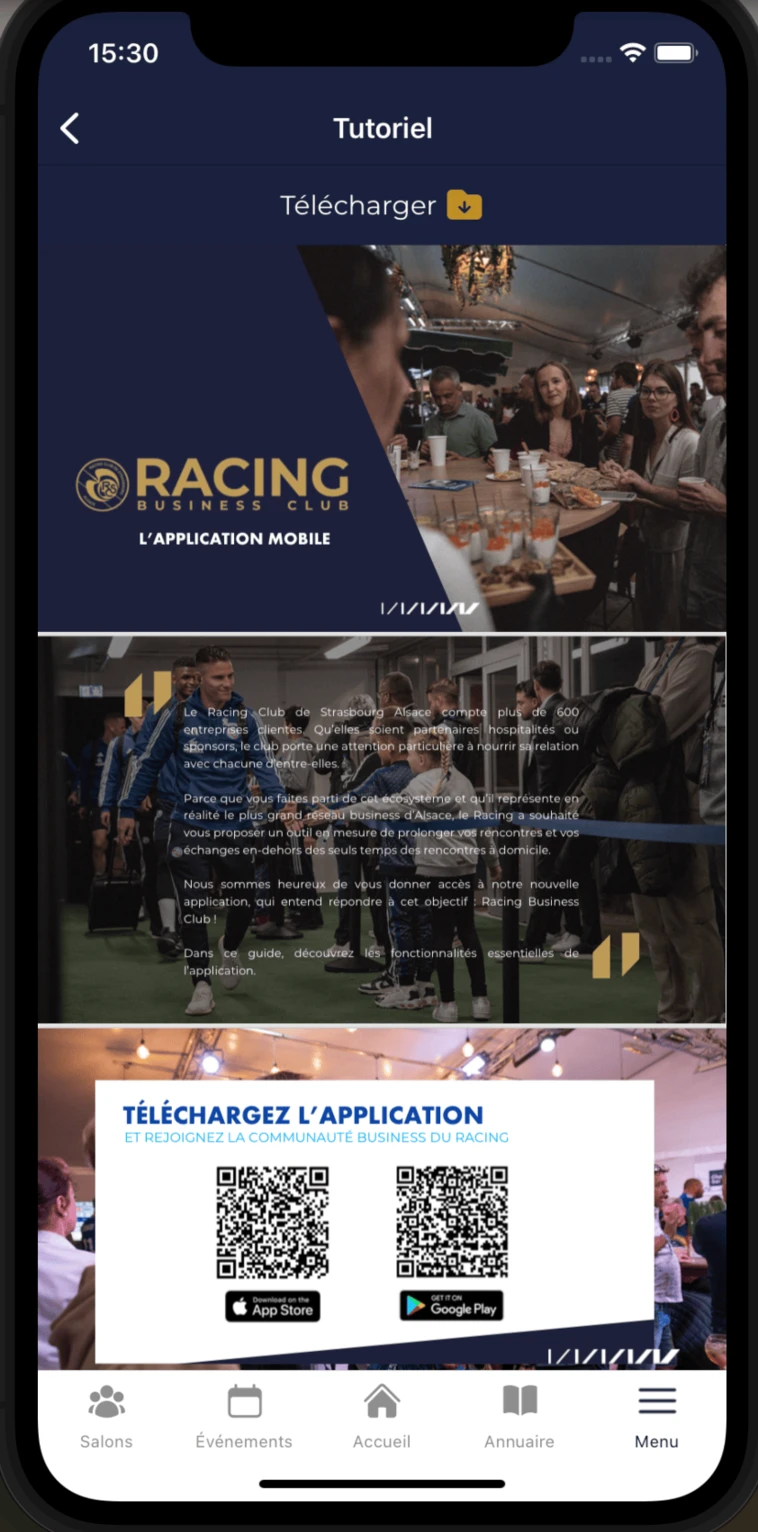 15:30
Tutoriel
Télécharger
RACING
BUSINESS CLUB
L'APPLICATION MOBILE
Le Racing Club de Strasbourg Alsace compte plus de 600
entreprises clientes. Qu'elles soient partenaires hospitalités ou
sponsors, le club porte une attention particulière à nourrir sa relation
avec chacune d'entre-elles.
Parce que vous faites parti de cet écosystème et qu'il représente en
réalité le plus grand réseau business d'Alsace, le Racing a souhaité
vous proposer un outil en mesure de prolonger vos rencontres et vos
échanges en-dehors des seuls temps des rencontres à domicile.
Nous sommes heureux de vous donner accès à notre nouvelle
application, qui entend répondre à cet objectif : Racing Business
Club !
Dans ce guide, découvrez les fonctionnalités essentielles de
l'application.
TÉLÉCHARGEZ L'APPLICATION
ET REJOIGNEZ LA COMMUNAUTÉ BUSINESS DU RACING
Download on the
App Store
GET IT ON
Google Play
Salons
Événements
Accueil
Annuaire
Menu